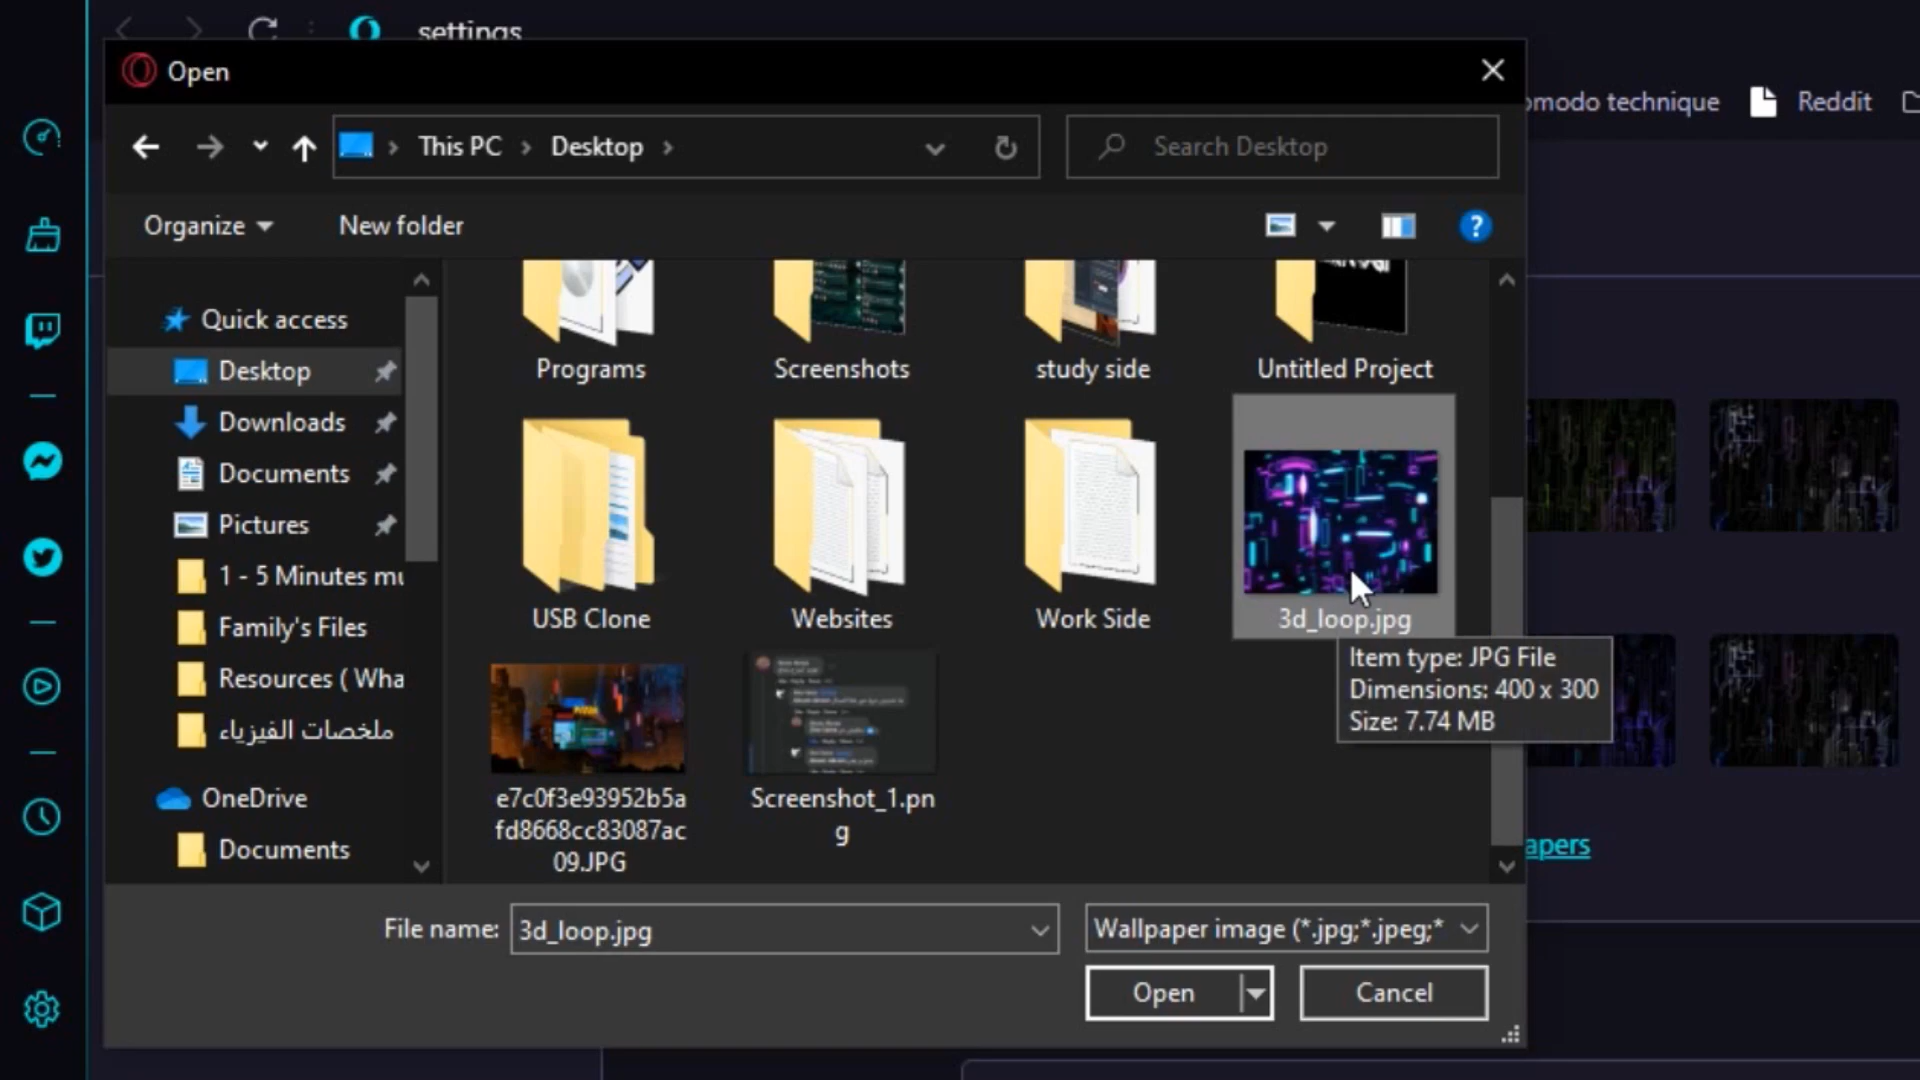 settings
Open
omodo technique
Reddit
This PC
Desktop
Search Desktop
Organize
New folder
Quick access
Desktop
Downloads
Documents
Pictures
1 - 5 Minutes mu
Family's Files
Resources ( Wha
ملخصات الفيزياء
OneDrive
Documents
Programs
Screenshots
study side
Untitled Project
USB Clone
Websites
Work Side
3d_loop.jpg
Item type: JPG File
Dimensions: 400 x 300
Size: 7.74 MB
e7c0f3e93952b5a
fd8668cc83087ac
09.JPG
Screenshot_1.pn
g
apers
File name:
3d_loop.jpg
Wallpaper image (*.jpg;*.jpeg;*
Open
Cancel